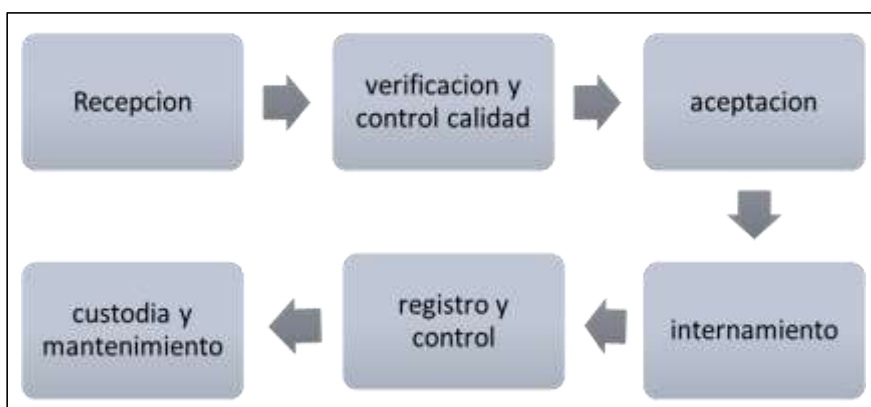 Recepcion
verificacion y
control calidad
aceptacion
internamiento
registro y
control
custodia y
mantenimiento